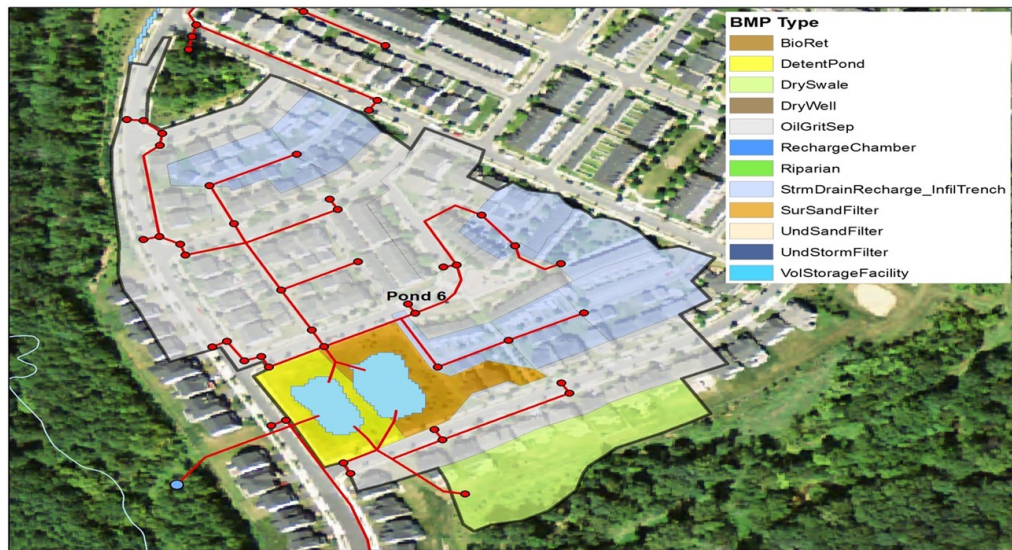 BMP Type
BioRet
DetentPond
DrySwale
DryWell
OilGritSep
RechargeChamber
Riparian
StrmDrainRecharge_InfilTrench
SurSandFilter
UndSandFilter
UndStormFilter
VolStorageFacility
Pond 6